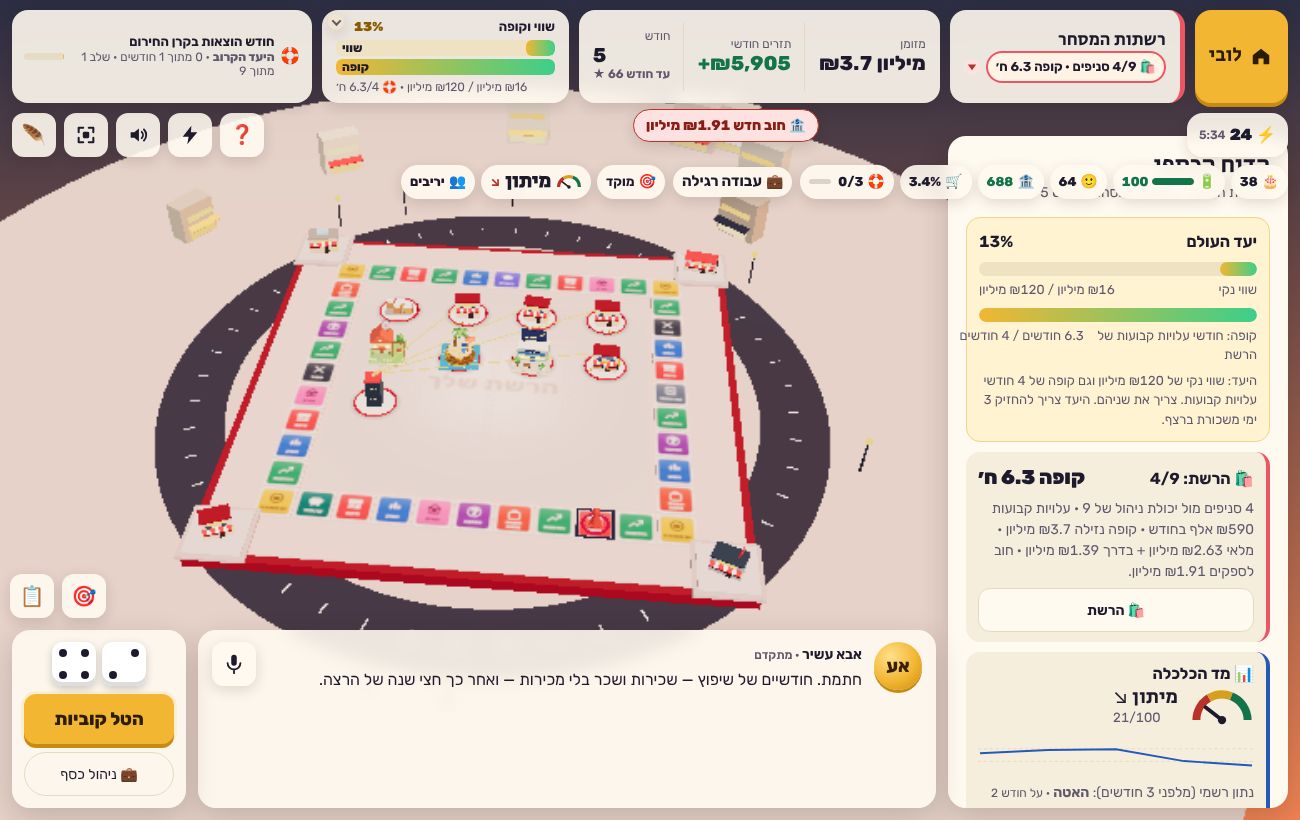 לובי
רשתות המסחר
🛍️ 4/9 סניפים · קופה 6.3 ח׳
מזומן
₪3.7 מיליון
תזרים חודשי
+₪5,905
חודש
5
עד חודש 66 ★
שווי וקופה
13%
שווי
קופה
₪16 מיליון / ₪120 מיליון · 🛟 6.3/4 ח׳
חודש הוצאות בקרן החירום
היעד הקרוב · 0 מתוך 1 חודשים · שלב 1
מתוך 9
⚡ 24 5:34
🏦 חוב חדש ₪1.91 מיליון
🎂 38
🔋 100
🙂 64
🏦 688
🛒 3.4%
🛟 0/3
💼 עבודה רגילה
🎯 מוקד
מיתון ↘
👥 יריבים
יעד העולם
13%
שווי נקי
₪16 מיליון / ₪120 מיליון
קופה: חודשי עלויות קבועות של הרשת
6.3 חודשים / 4 חודשים
היעד: שווי נקי של ₪120 מיליון וגם קופה של 4 חודשי
עלויות קבועות. צריך את שניהם. היעד צריך להחזיק 3
ימי משכורת ברצף.
🛍️ הרשת: 4/9
קופה 6.3 ח׳
4 סניפים מול יכולת ניהול של 9 · עלויות קבועות
₪590 אלף בחודש · קופה נזילה ₪3.7 מיליון ·
מלאי ₪2.63 מיליון + בדרך ₪1.39 מיליון · חוב
לספקים ₪1.91 מיליון.
🛍️ הרשת
📊 מד הכלכלה
מיתון ↘
21/100
נתון רשמי (מלפני 3 חודשים): האטה · על חודש 2
הרשת שלך
אע
אבא עשיר · מתקדם
חתמת. חודשיים של שיפוץ — שכירות ושכר בלי מכירות — ואחר כך חצי שנה של הרצה.
הטל קוביות
💼 ניהול כסף